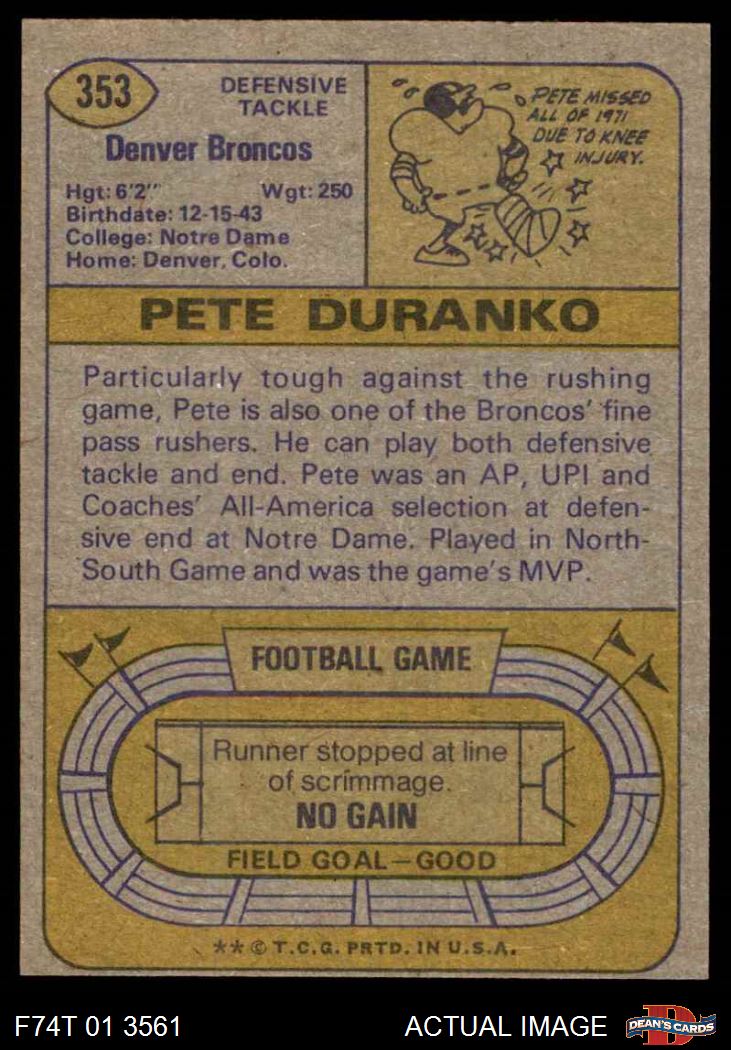 353
DEFENSIVE
TACKLE
Denver Broncos
Hgt: 6'2" Wgt: 250
Birthdate: 12-15-43
College: Notre Dame
Home: Denver, Colo.
PETE MISSED
ALL OF 1971
DUE TO KNEE
INJURY.
PETE DURANKO
Particularly tough against the rushing
game, Pete is also one of the Broncos' fine
pass rushers. He can play both defensive
tackle and end. Pete was an AP, UPI and
Coaches' All-America selection at defen-
sive end at Notre Dame. Played in North-
South Game and was the game's MVP.
FOOTBALL GAME
Runner stopped at line
of scrimmage.
NO GAIN
FIELD GOAL—GOOD
** © T.C.G. PRTD. IN U.S.A.
F74T 01 3561 ACTUAL IMAGE
D
DEAN'S CARDS